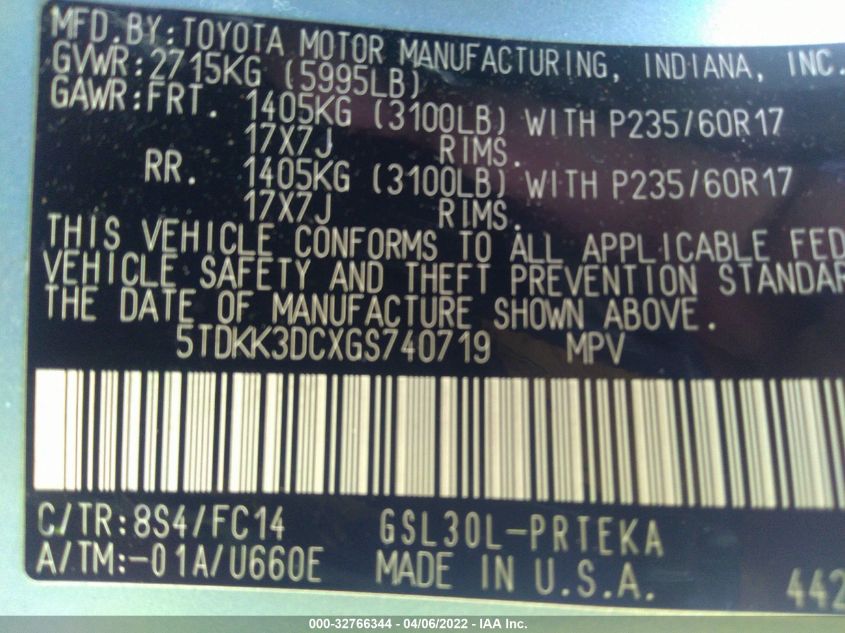 MFD.BY:TOYOTA MOTOR MANUFACTURING, INDIANA, INC.
GVWR:2715KG (5995LB)
GAWR:FRT. 1405KG (3100LB) WITH P235/60R17
17X7J RIMS.
RR. 1405KG (3100LB) WITH P235/60R17
17X7J RIMS.
THIS VEHICLE CONFORMS TO ALL APPLICABLE FED
VEHICLE SAFETY AND THEFT PREVENTION STANDAR
THE DATE OF MANUFACTURE SHOWN ABOVE.
5TDKK3DCXGS740719 MPV
C/TR:8S4/FC14 GSL30L-PRTEKA
A/TM:-01A/U660E MADE IN U.S.A. 442
000-32766344 - 04/06/2022 - IAA Inc.